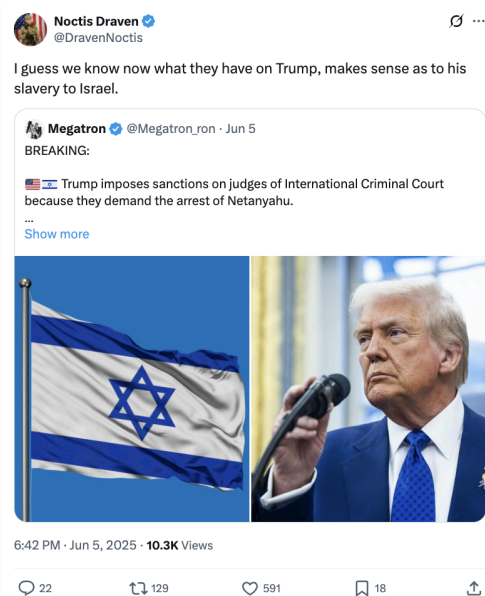 Noctis Draven
@DravenNoctis
I guess we know now what they have on Trump, makes sense as to his
slavery to Israel.
Megatron @Megatron_ron · Jun 5
BREAKING:
🇺🇸🇮🇱 Trump imposes sanctions on judges of International Criminal Court
because they demand the arrest of Netanyahu.
...
Show more
6:42 PM · Jun 5, 2025 · 10.3K Views
22 129 591 18